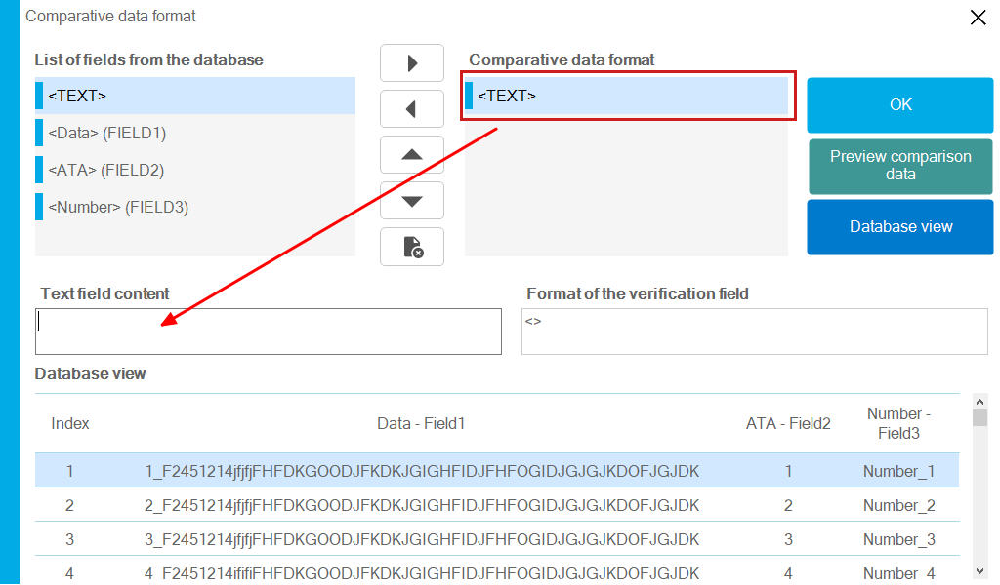 Comparative data format
List of fields from the database
<TEXT>
<Data> (FIELD1)
<ATA> (FIELD2)
<Number> (FIELD3)
Comparative data format
<TEXT>
OK
Preview comparison
data
Database view
Text field content
Format of the verification field
<>
Database view
Index Data - Field1 ATA - Field2 Number -
Field3
1 1_F2451214jfjfjFHFDKGOODJFKDKJGIGHFIDJFHFOGIDJGJGJKDOFJGJDK 1 Number_1
2 2_F2451214jfjfjFHFDKGOODJFKDKJGIGHFIDJFHFOGIDJGJGJKDOFJGJDK 2 Number_2
3 3_F2451214jfjfjFHFDKGOODJFKDKJGIGHFIDJFHFOGIDJGJGJKDOFJGJDK 3 Number_3
4 4_F2451214jfjfjFHFDKGOODJFKDKJGIGHFIDJFHFOGIDJGJGJKDOFJGJDK 4 Number_4